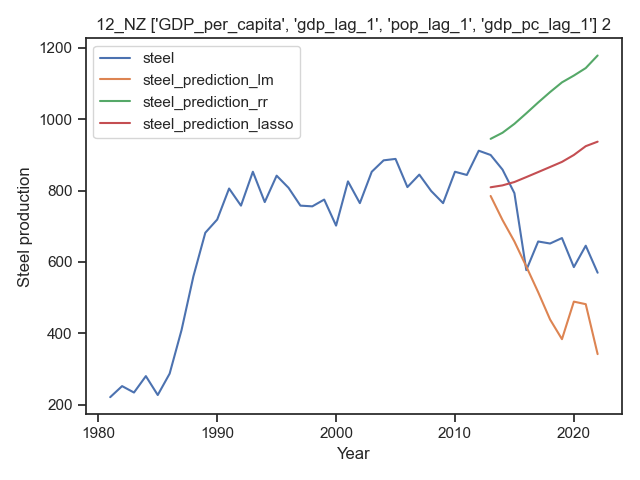 12_NZ ['GDP_per_capita', 'gdp_lag_1', 'pop_lag_1', 'gdp_pc_lag_1'] 2
steel
steel_prediction_lm
steel_prediction_rr
steel_prediction_lasso
Steel production
1200
1000
800
600
400
200
1980
1990
2000
2010
2020
Year